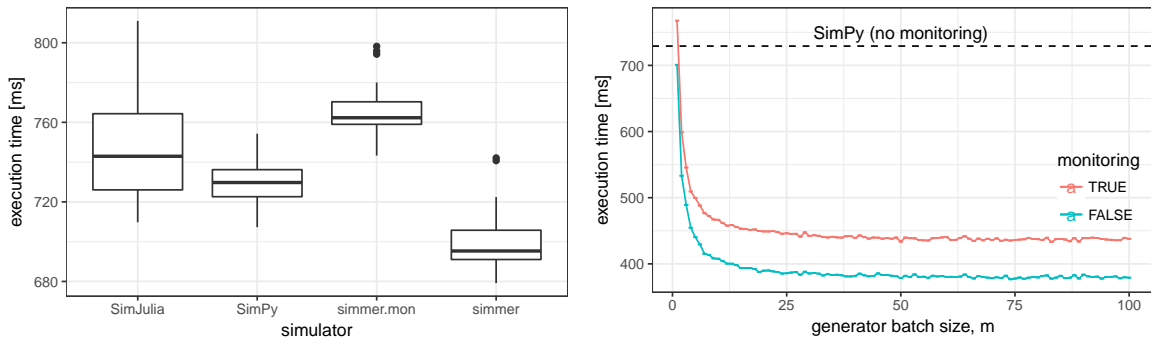 execution time [ms]
800
760
720
680
SimJulia SimPy simmer.mon simmer
simulator
execution time [ms]
700
600
500
400
SimPy (no monitoring)
monitoring
a TRUE
a FALSE
0 25 50 75 100
generator batch size, m